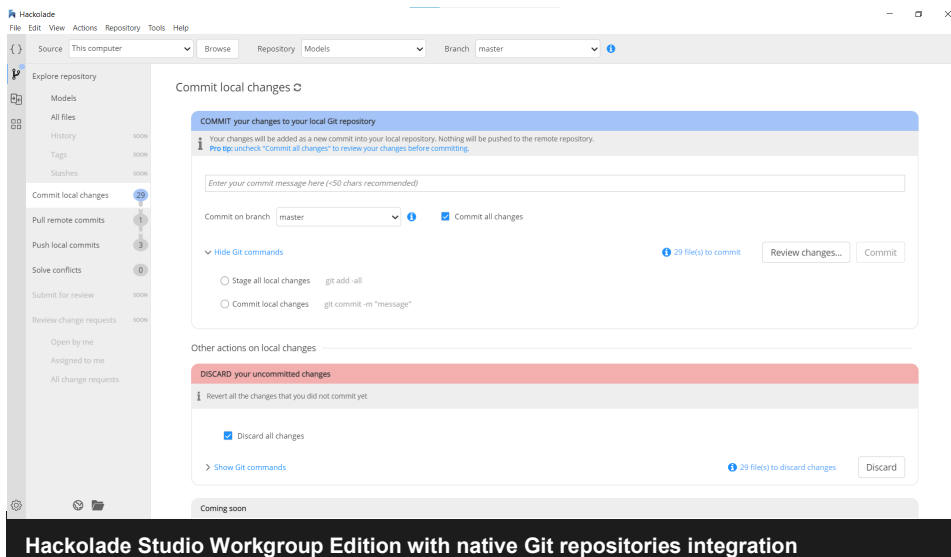 Hackolade
File Edit View Actions Repository Tools Help
Source This computer Browse Repository Models Branch master
Explore repository
Models
All files
History SOON
Tags SOON
Stashes SOON
Commit local changes 29
Pull remote commits 1
Push local commits 3
Solve conflicts 0
Submit for review SOON
Review change requests SOON
Open by me
Assigned to me
All change requests
Commit local changes
COMMIT your changes to your local Git repository
Your changes will be added as a new commit into your local repository. Nothing will be pushed to the remote repository.
Pro tip: uncheck "Commit all changes" to review your changes before committing.
Enter your commit message here (<50 chars recommended)
Commit on branch master Commit all changes
Hide Git commands 29 file(s) to commit Review changes... Commit
Stage all local changes git add -all
Commit local changes git commit -m "message"
Other actions on local changes
DISCARD your uncommitted changes
Revert all the changes that you did not commit yet
Discard all changes
Show Git commands 29 file(s) to discard changes Discard
Coming soon
Hackolade Studio Workgroup Edition with native Git repositories integration